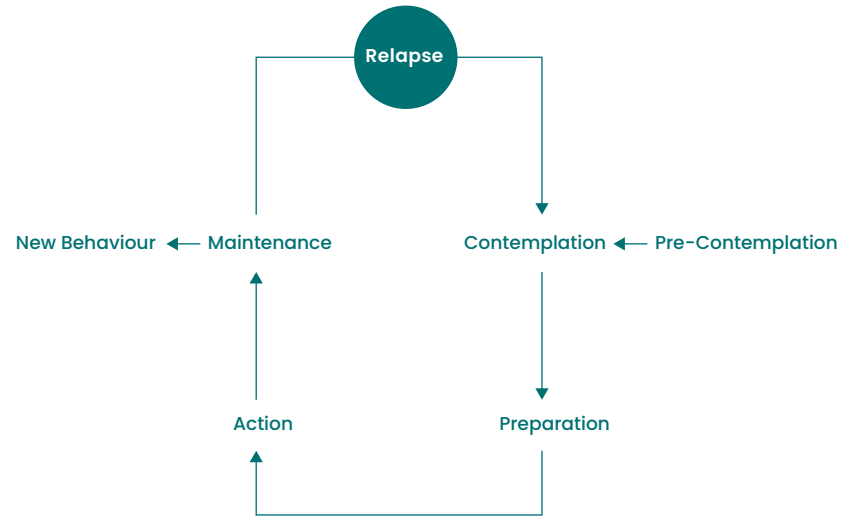 Relapse
New Behaviour
Maintenance
Contemplation
Pre-Contemplation
Action
Preparation